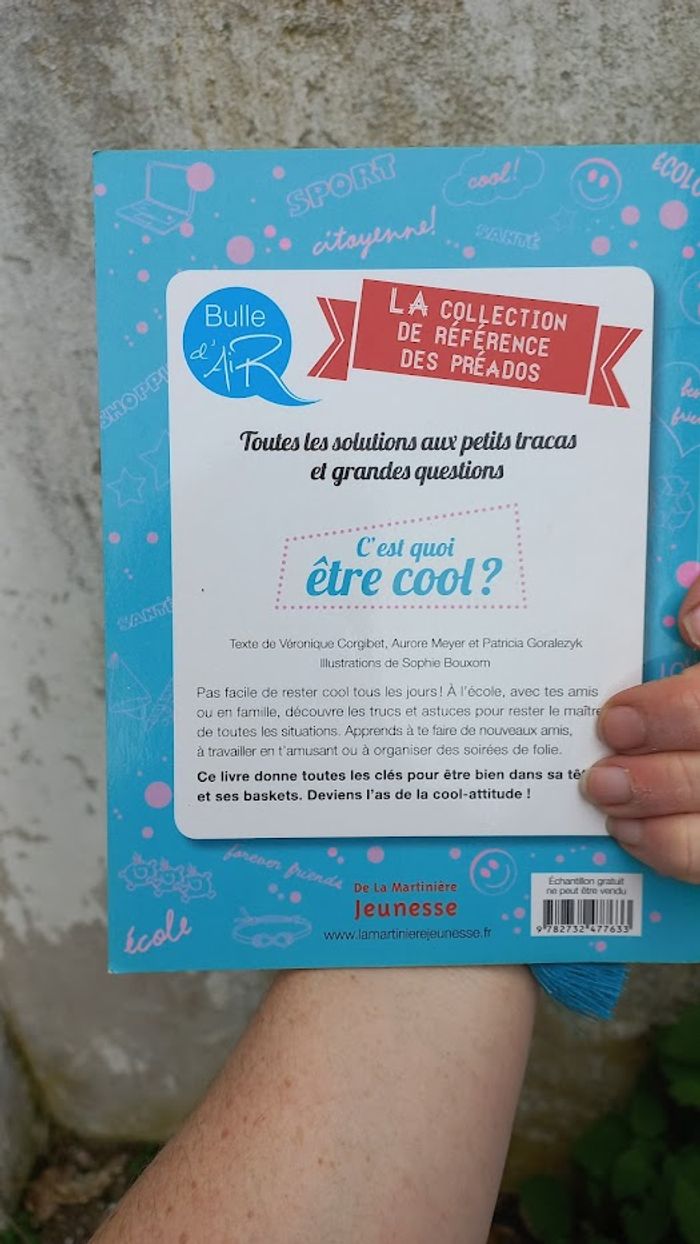 SPORT
cool!
citoyenne!
SANTÉ
Bulle
d'AiR
LA COLLECTION
DE RÉFÉRENCE
DES PRÉADOS
Toutes les solutions aux petits tracas
et grandes questions
C'est quoi
être cool ?
Texte de Véronique Corgibet, Aurore Meyer et Patricia Goralezyk
Illustrations de Sophie Bouxom
SANTÉ
Pas facile de rester cool tous les jours ! À l'école, avec tes amis
ou en famille, découvre les trucs et astuces pour rester le maître
de toutes les situations. Apprends à te faire de nouveaux amis,
à travailler en t'amusant ou à organiser des soirées de folie.
Ce livre donne toutes les clés pour être bien dans sa
et ses baskets. Deviens l'as de la cool-attitude !
forever friends
école
De La Martinière
Jeunesse
www.lamartinierejeunesse.fr
Échantillon gratuit
ne peut être vendu
9 782732 477633